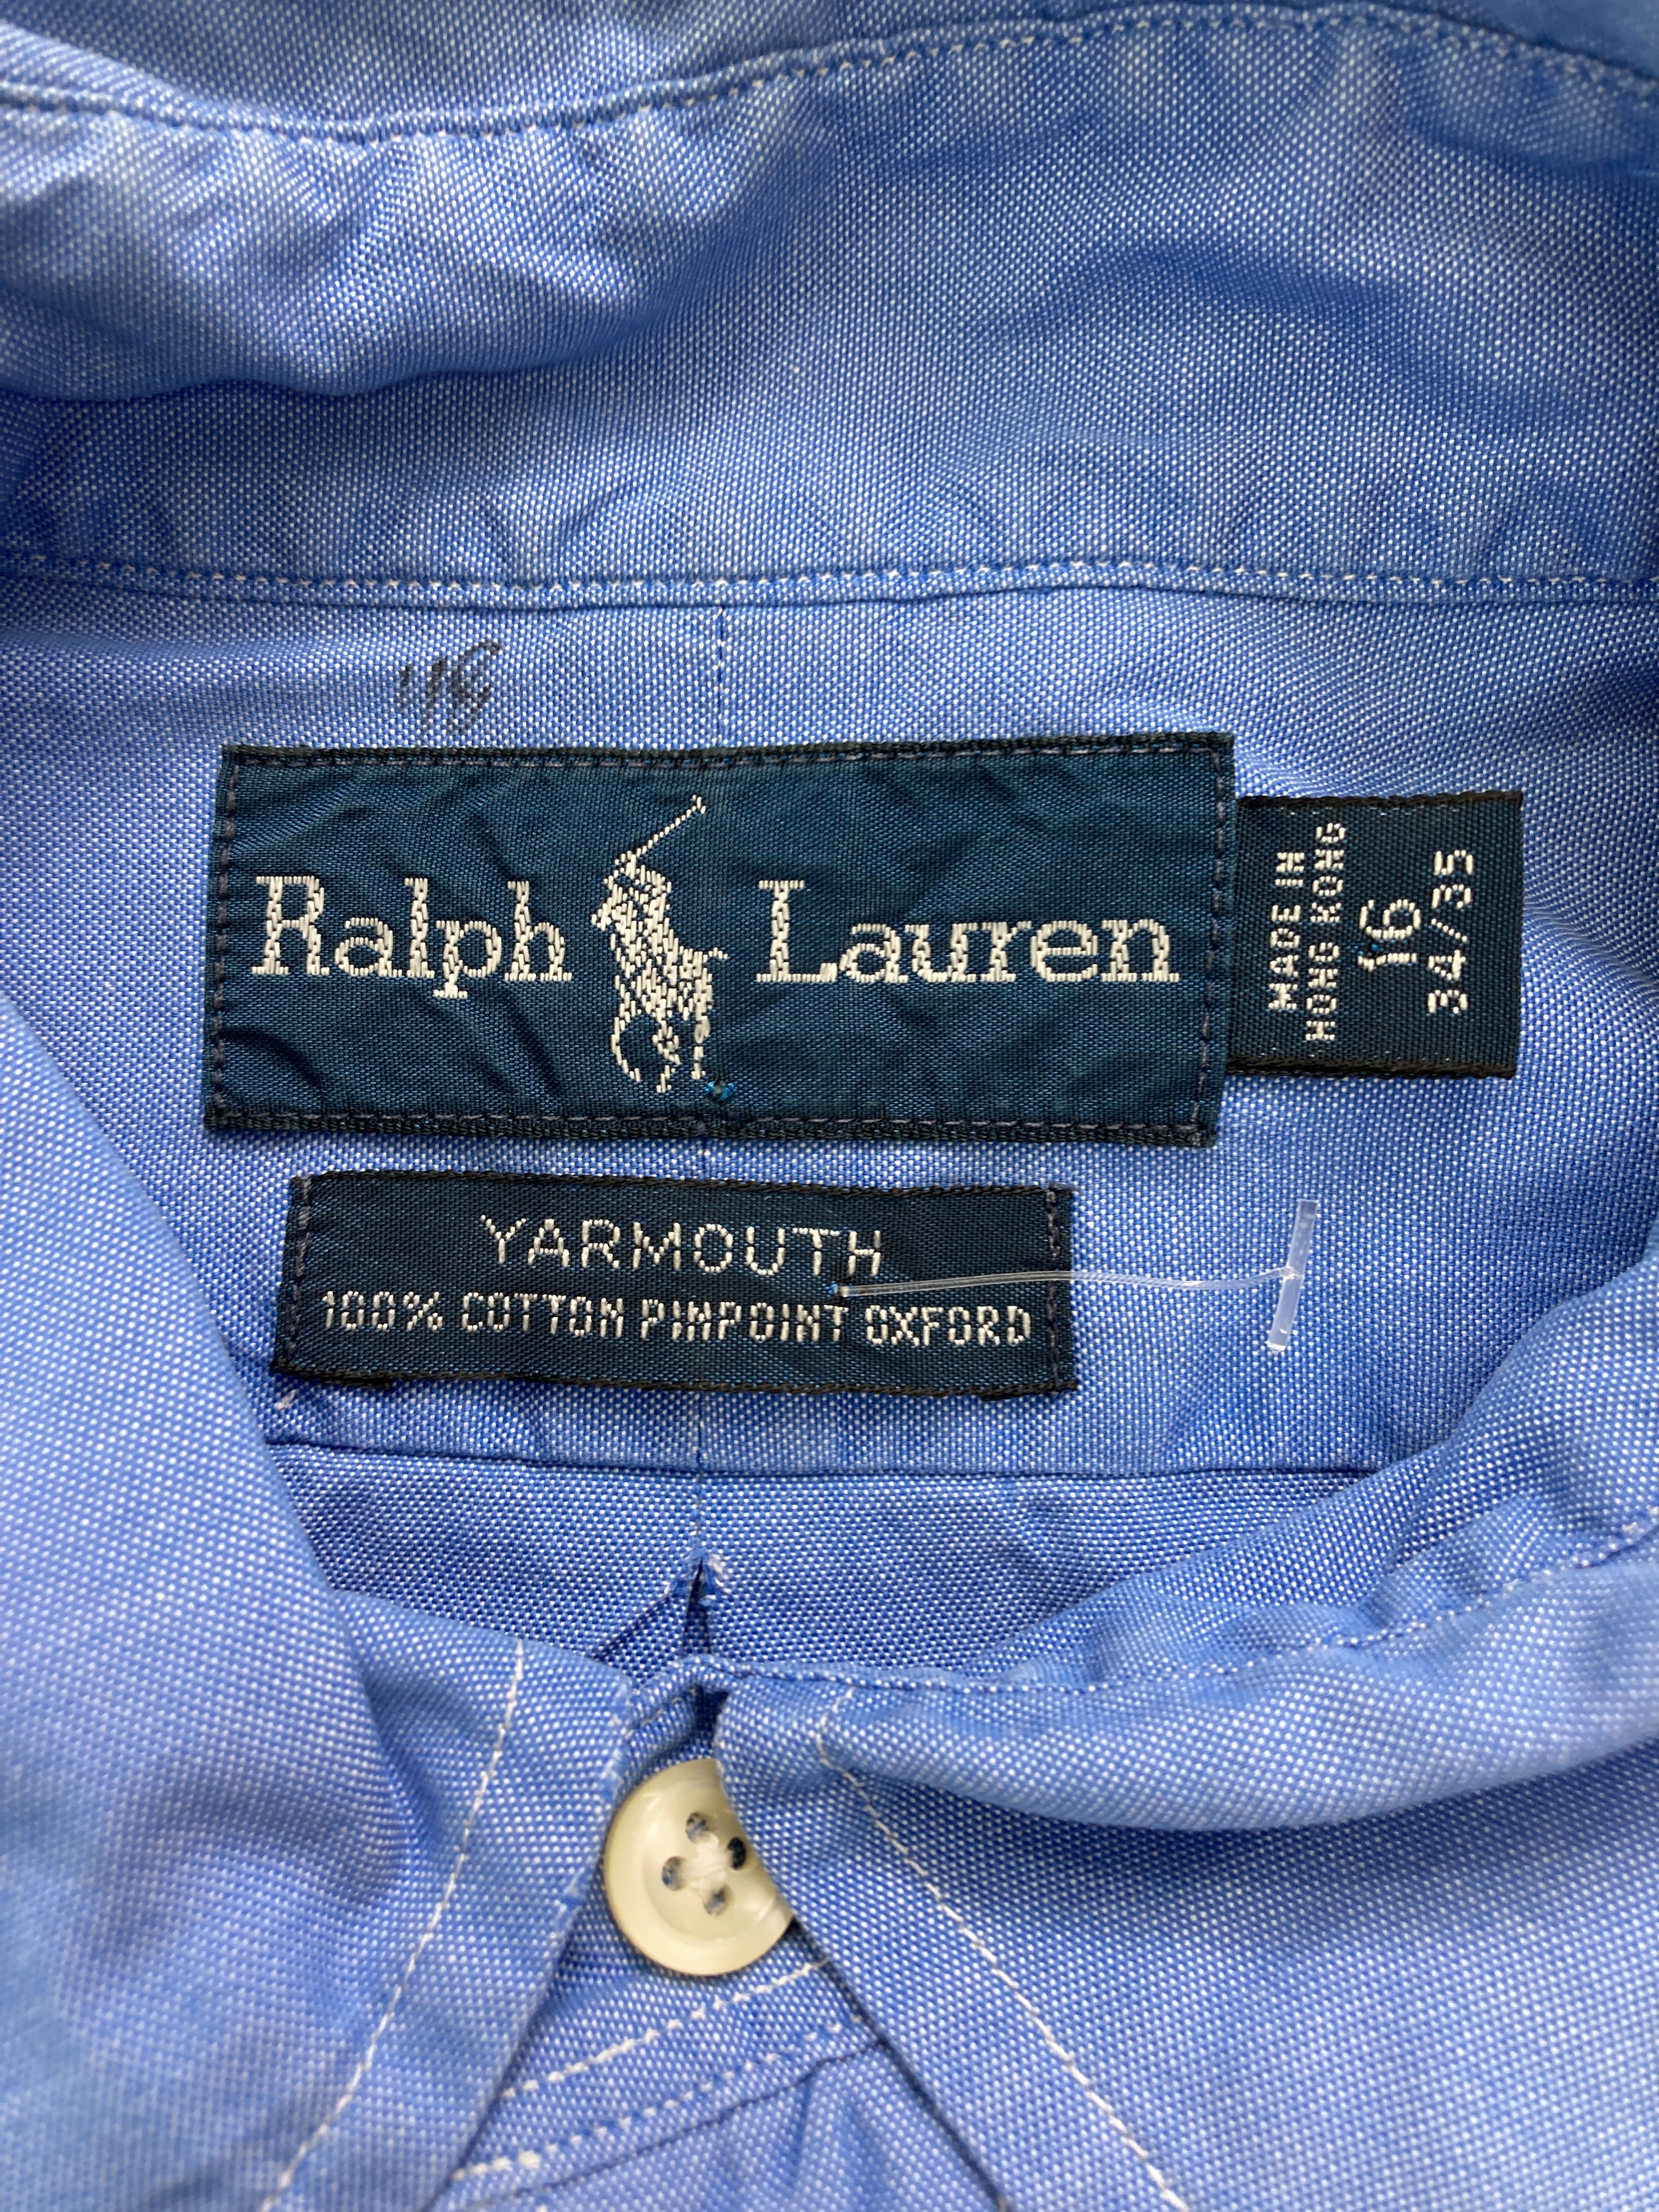 Ralph Lauren
MADE IN
HONG KONG
16
34/35
YARMOUTH
100% COTTON PINPOINT OXFORD